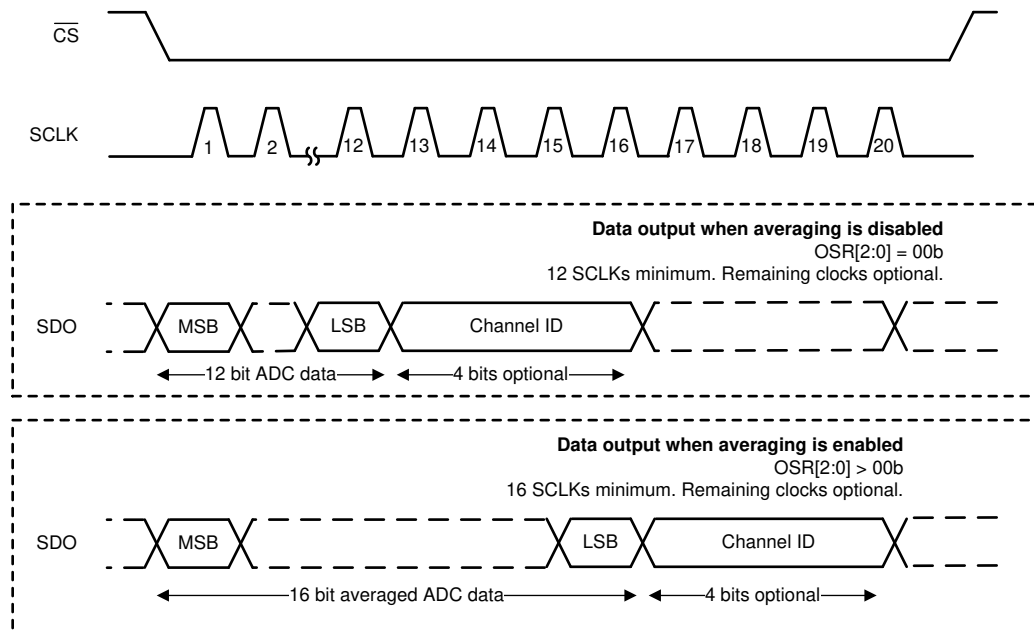 CS
SCLK
1 2 12 13 14 15 16 17 18 19 20
Data output when averaging is disabled
OSR[2:0] = 00b
12 SCLKs minimum. Remaining clocks optional.
SDO MSB LSB Channel ID
12 bit ADC data 4 bits optional
Data output when averaging is enabled
OSR[2:0] > 00b
16 SCLKs minimum. Remaining clocks optional.
SDO MSB LSB Channel ID
16 bit averaged ADC data 4 bits optional